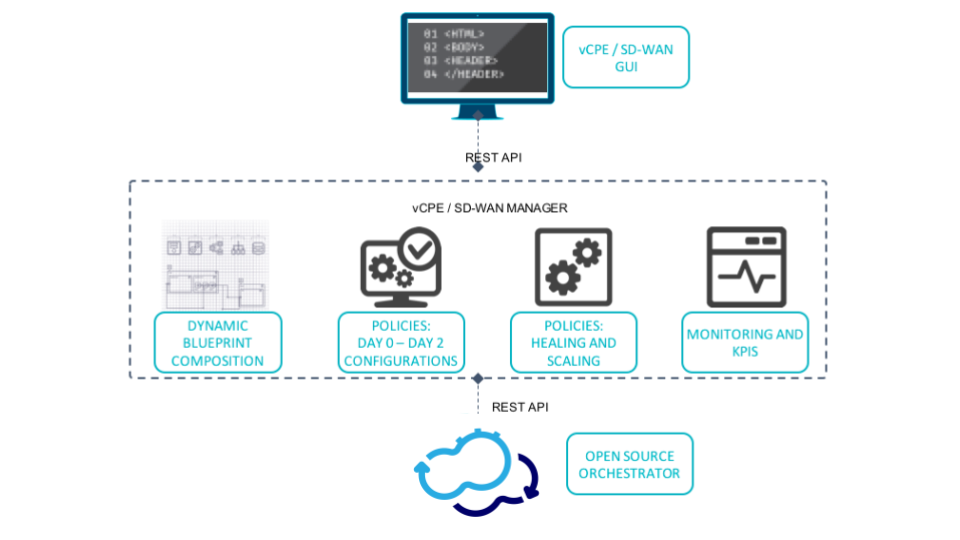 01 <HTML>
02 <BODY>
03 <HEADER>
04 </HEADER>
vCPE / SD-WAN
GUI
REST API
vCPE / SD-WAN MANAGER
DYNAMIC
BLUEPRINT
COMPOSITION
POLICIES:
DAY 0 – DAY 2
CONFIGURATIONS
POLICIES:
HEALING AND
SCALING
MONITORING AND
KPIS
REST API
OPEN SOURCE
ORCHESTRATOR